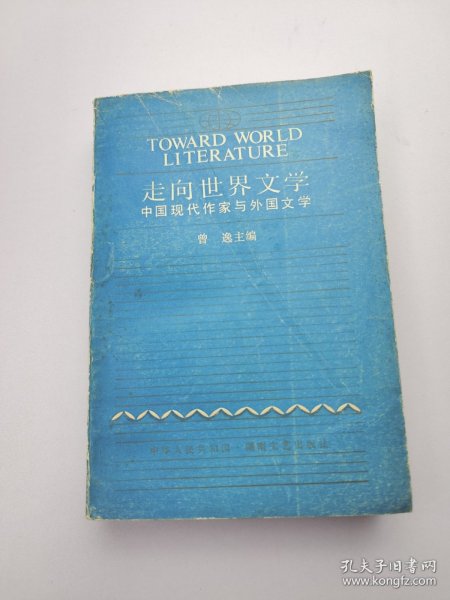 TOWARD WORLD
LITERATURE
走向世界文学
中国现代作家与外国文学
曾逸主编
中华人民共和国·湖南文艺出版社
孔夫子旧书网
www.kongfz.com